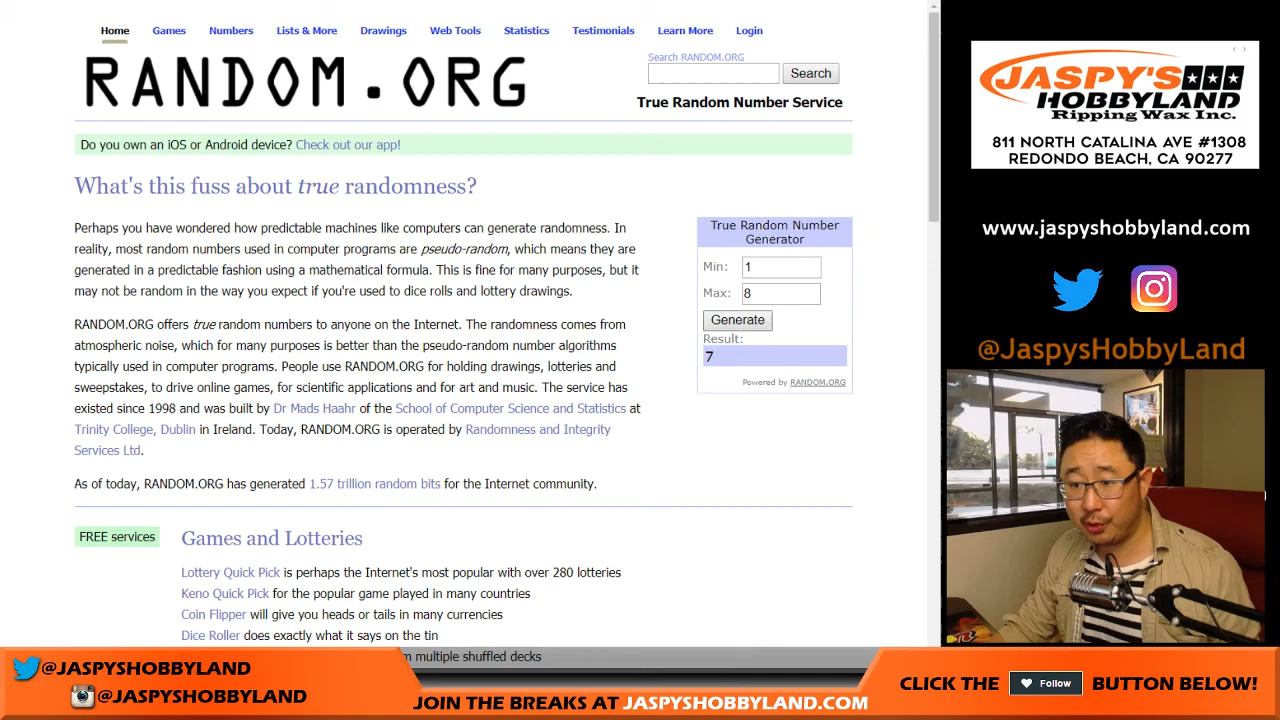 Home Games Numbers Lists & More Drawings Web Tools Statistics Testimonials Learn More Login
RANDOM.ORG
Search RANDOM.ORG
Search
True Random Number Service
Do you own an iOS or Android device? Check out our app!
What's this fuss about true randomness?
Perhaps you have wondered how predictable machines like computers can generate randomness. In
reality, most random numbers used in computer programs are pseudo-random, which means they are
generated in a predictable fashion using a mathematical formula. This is fine for many purposes, but it
may not be random in the way you expect if you're used to dice rolls and lottery drawings.
RANDOM.ORG offers true random numbers to anyone on the Internet. The randomness comes from
atmospheric noise, which for many purposes is better than the pseudo-random number algorithms
typically used in computer programs. People use RANDOM.ORG for holding drawings, lotteries and
sweepstakes, to drive online games, for scientific applications and for art and music. The service has
existed since 1998 and was built by Dr Mads Haahr of the School of Computer Science and Statistics at
Trinity College, Dublin in Ireland. Today, RANDOM.ORG is operated by Randomness and Integrity
Services Ltd.
As of today, RANDOM.ORG has generated 1.57 trillion random bits for the Internet community.
True Random Number
Generator
Min: 1
Max: 8
Generate
Result:
7
Powered by RANDOM.ORG
FREE services
Games and Lotteries
Lottery Quick Pick is perhaps the Internet's most popular with over 280 lotteries
Keno Quick Pick for the popular game played in many countries
Coin Flipper will give you heads or tails in many currencies
Dice Roller does exactly what it says on the tin
m multiple shuffled decks
JASPY'S
HOBBYLAND
Ripping Wax Inc.
811 NORTH CATALINA AVE #1308
REDONDO BEACH, CA 90277
www.jaspyshobbyland.com
@JaspysHobbyLand
@JASPYSHOBBYLAND
@JASPYSHOBBYLAND
JOIN THE BREAKS AT JASPYSHOBBYLAND.COM
CLICK THE Follow BUTTON BELOW!